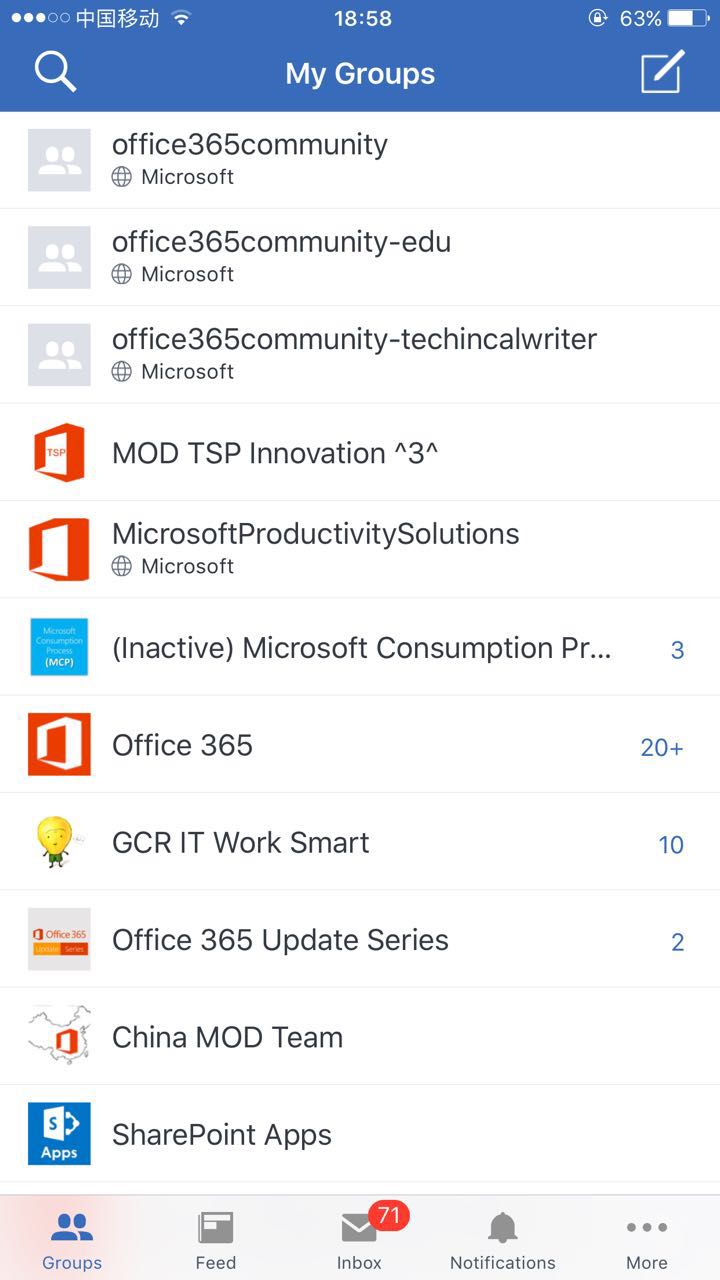 中国移动
18:58
63%
My Groups
office365community
Microsoft
office365community-edu
Microsoft
office365community-techincalwriter
Microsoft
TSP
MOD TSP Innovation ^3^
MicrosoftProductivitySolutions
Microsoft
Microsoft
Consumption
Process
(MCP)
(Inactive) Microsoft Consumption Pr...
3
Office 365
20+
GCR IT Work Smart
10
Office 365
Update Series
Office 365 Update Series
2
China MOD Team
S
Apps
SharePoint Apps
71
Groups
Feed
Inbox
Notifications
More